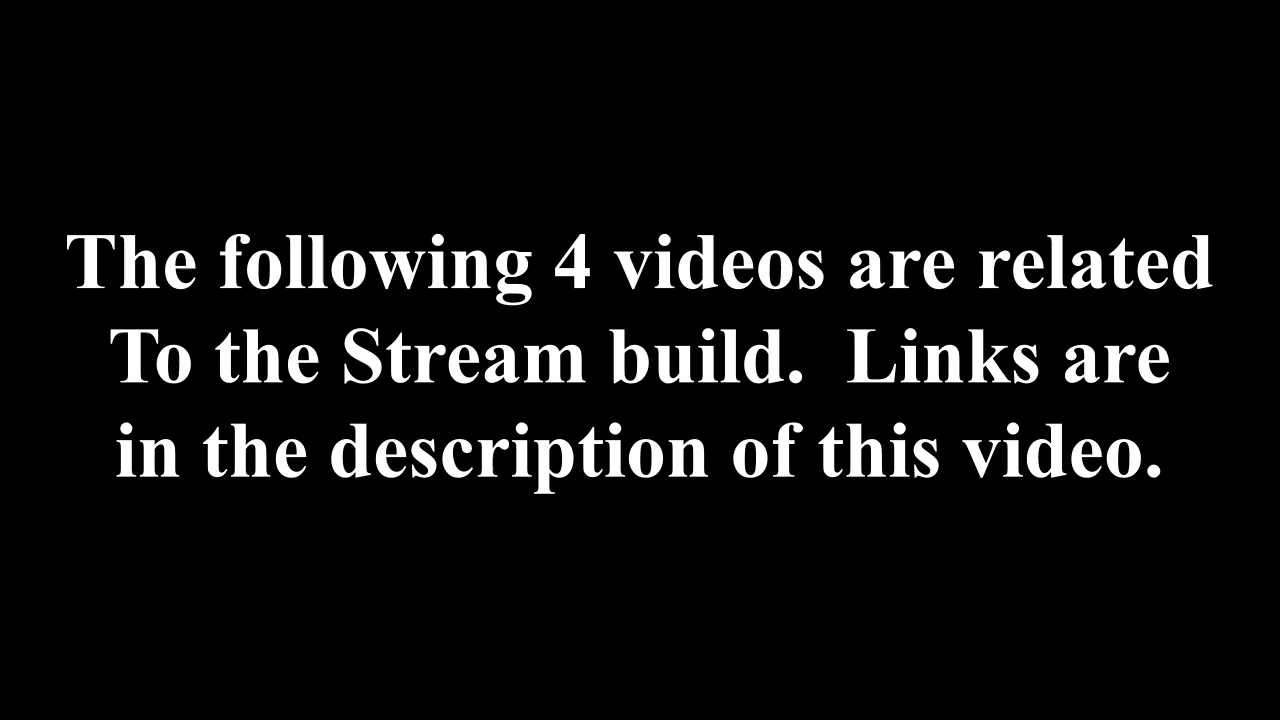 The following 4 videos are related
To the Stream build.  Links are
in the description of this video.